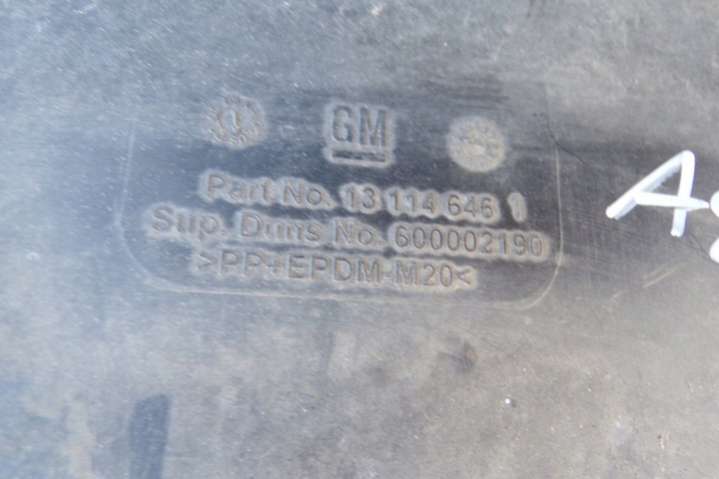 GM
Part No. 13 114 646 1
Sup. Duns No. 600002190
>PP+EPDM-M20<
A